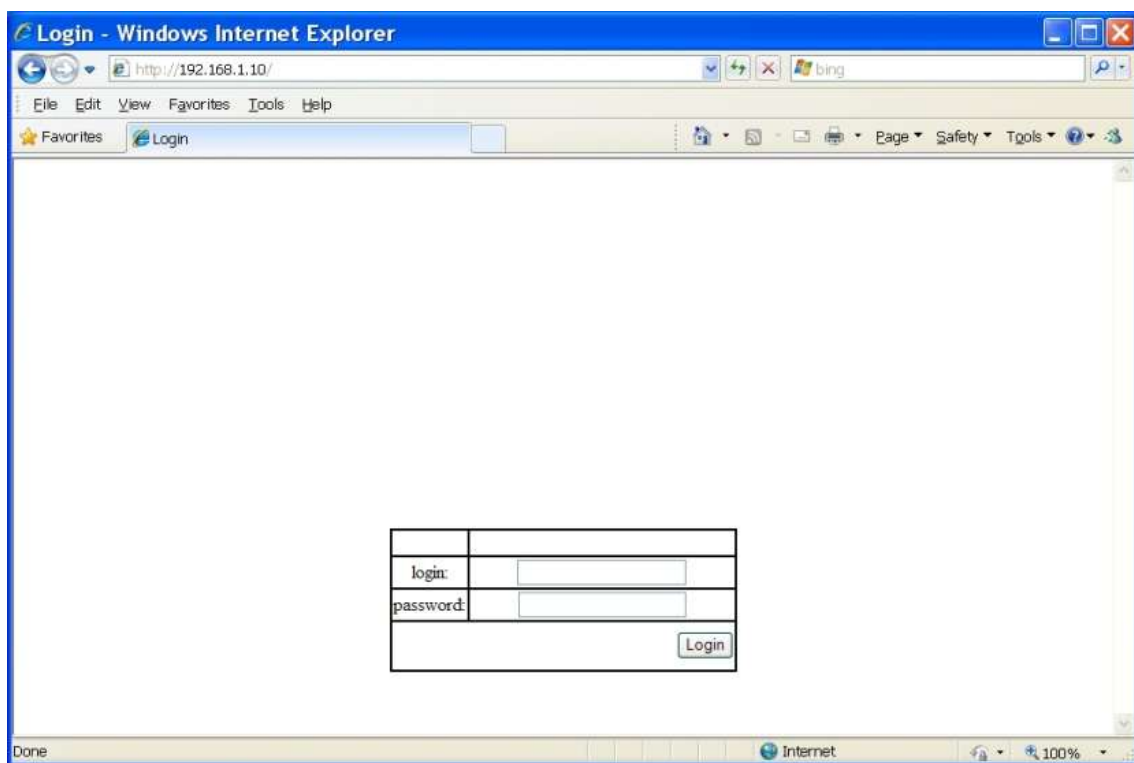 Login - Windows Internet Explorer
http://192.168.1.10/
bing
File Edit View Favorites Tools Help
Favorites Login Page Safety Tools
login:
password:
Login
Done Internet 100%